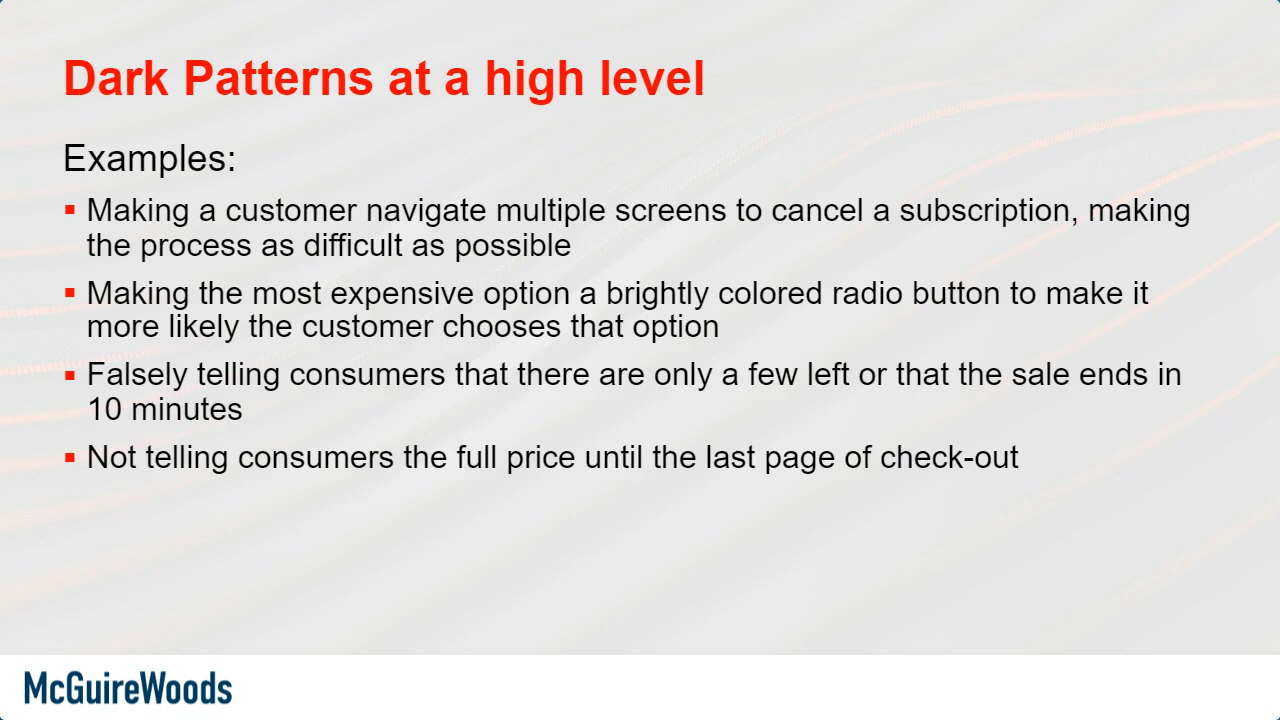 Dark Patterns at a high level
Examples:
▪ Making a customer navigate multiple screens to cancel a subscription, making
the process as difficult as possible
▪ Making the most expensive option a brightly colored radio button to make it
more likely the customer chooses that option
▪ Falsely telling consumers that there are only a few left or that the sale ends in
10 minutes
▪ Not telling consumers the full price until the last page of check-out
McGuireWoods